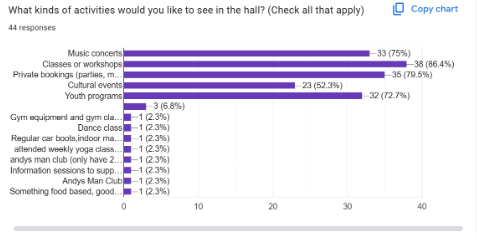 What kinds of activities would you like to see in the hall? (Check all that apply)
Copy chart
44 responses
Music concerts 33 (75%)
Classes or workshops 38 (86.4%)
Private bookings (parties, m... 35 (79.5%)
Cultural events 23 (52.3%)
Youth programs 32 (72.7%)
3 (6.8%)
Gym equipment and gym cla... 1 (2.3%)
Dance class 1 (2.3%)
Regular car boots,indoor ma... 1 (2.3%)
attended weekly yoga class... 1 (2.3%)
andys man club (only have 2... 1 (2.3%)
Information sessions to supp... 1 (2.3%)
Andys Man Club 1 (2.3%)
Something food based, good... 1 (2.3%)
0 10 20 30 40